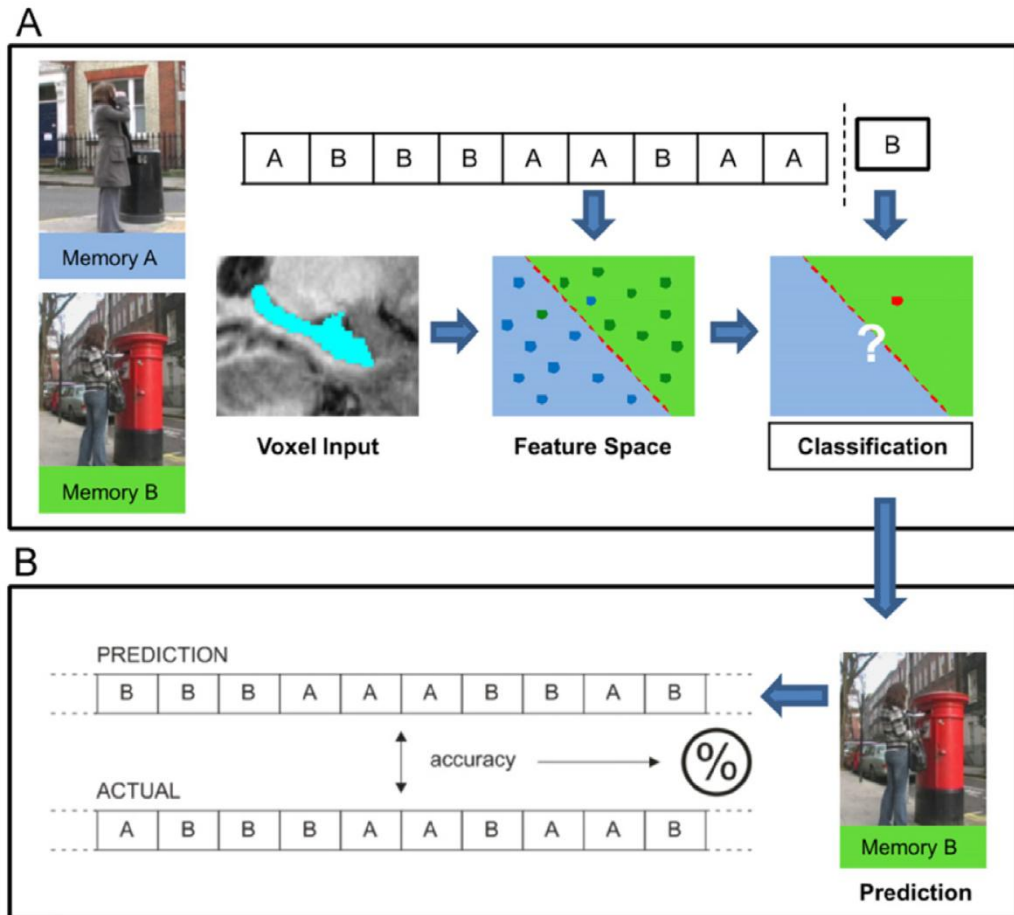 A
A B B B A A B A A B
Memory A
Memory B
?
Voxel Input Feature Space Classification
B
PREDICTION
B B B A A A B B A B
accuracy %
ACTUAL
A B B B A A B A A B
Memory B
Prediction